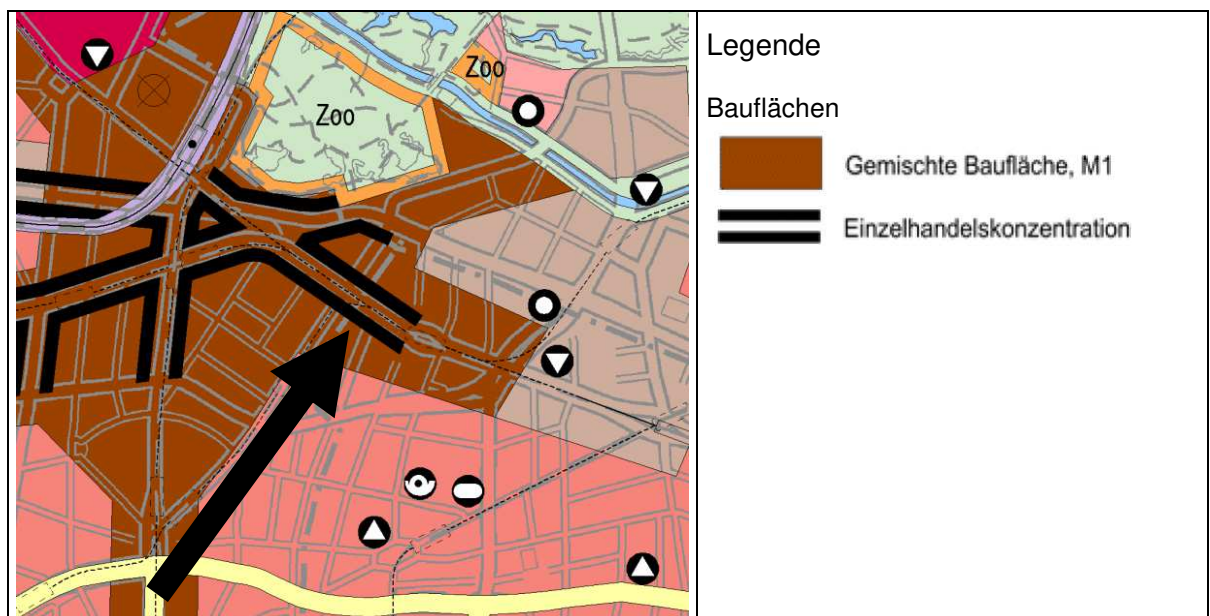 Zoo
Zoo
Legende
Bauflächen
Gemischte Baufläche, M1
Einzelhandelskonzentration